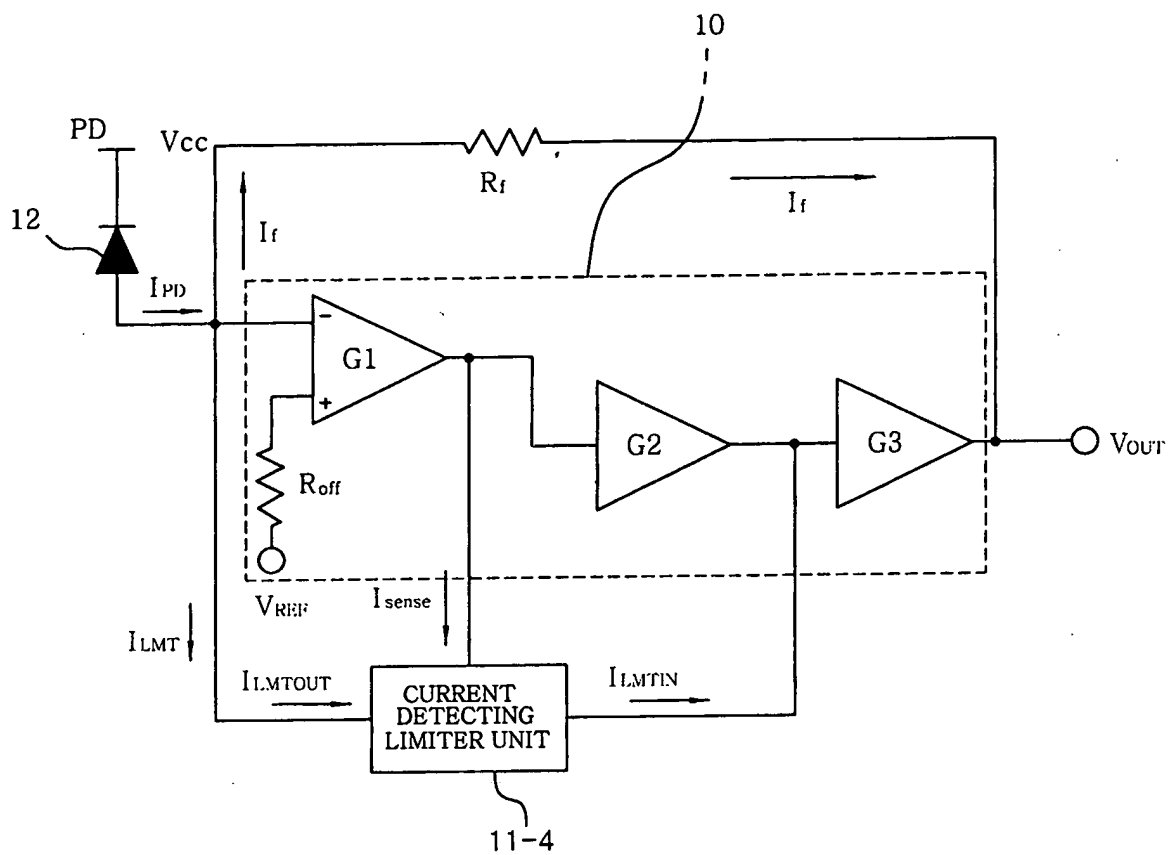 10
PD
Vcc
Rf
If
12
If
IPD
−
G1
+
G2
G3
VOUT
Roff
VREF
Isense
ILMT
ILMTOUT
ILMTIN
CURRENT
DETECTING
LIMITER UNIT
11-4